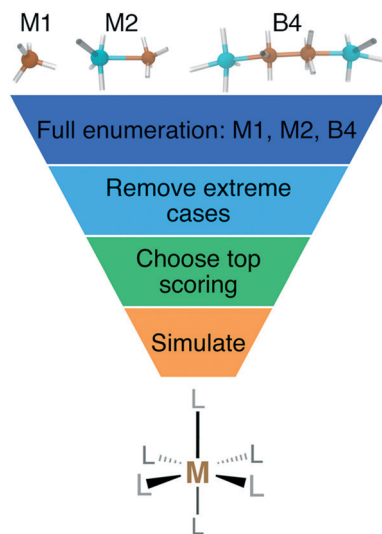 M1 M2 B4
Full enumeration: M1, M2, B4
Remove extreme
cases
Choose top
scoring
Simulate
L
L L
M
L L
L